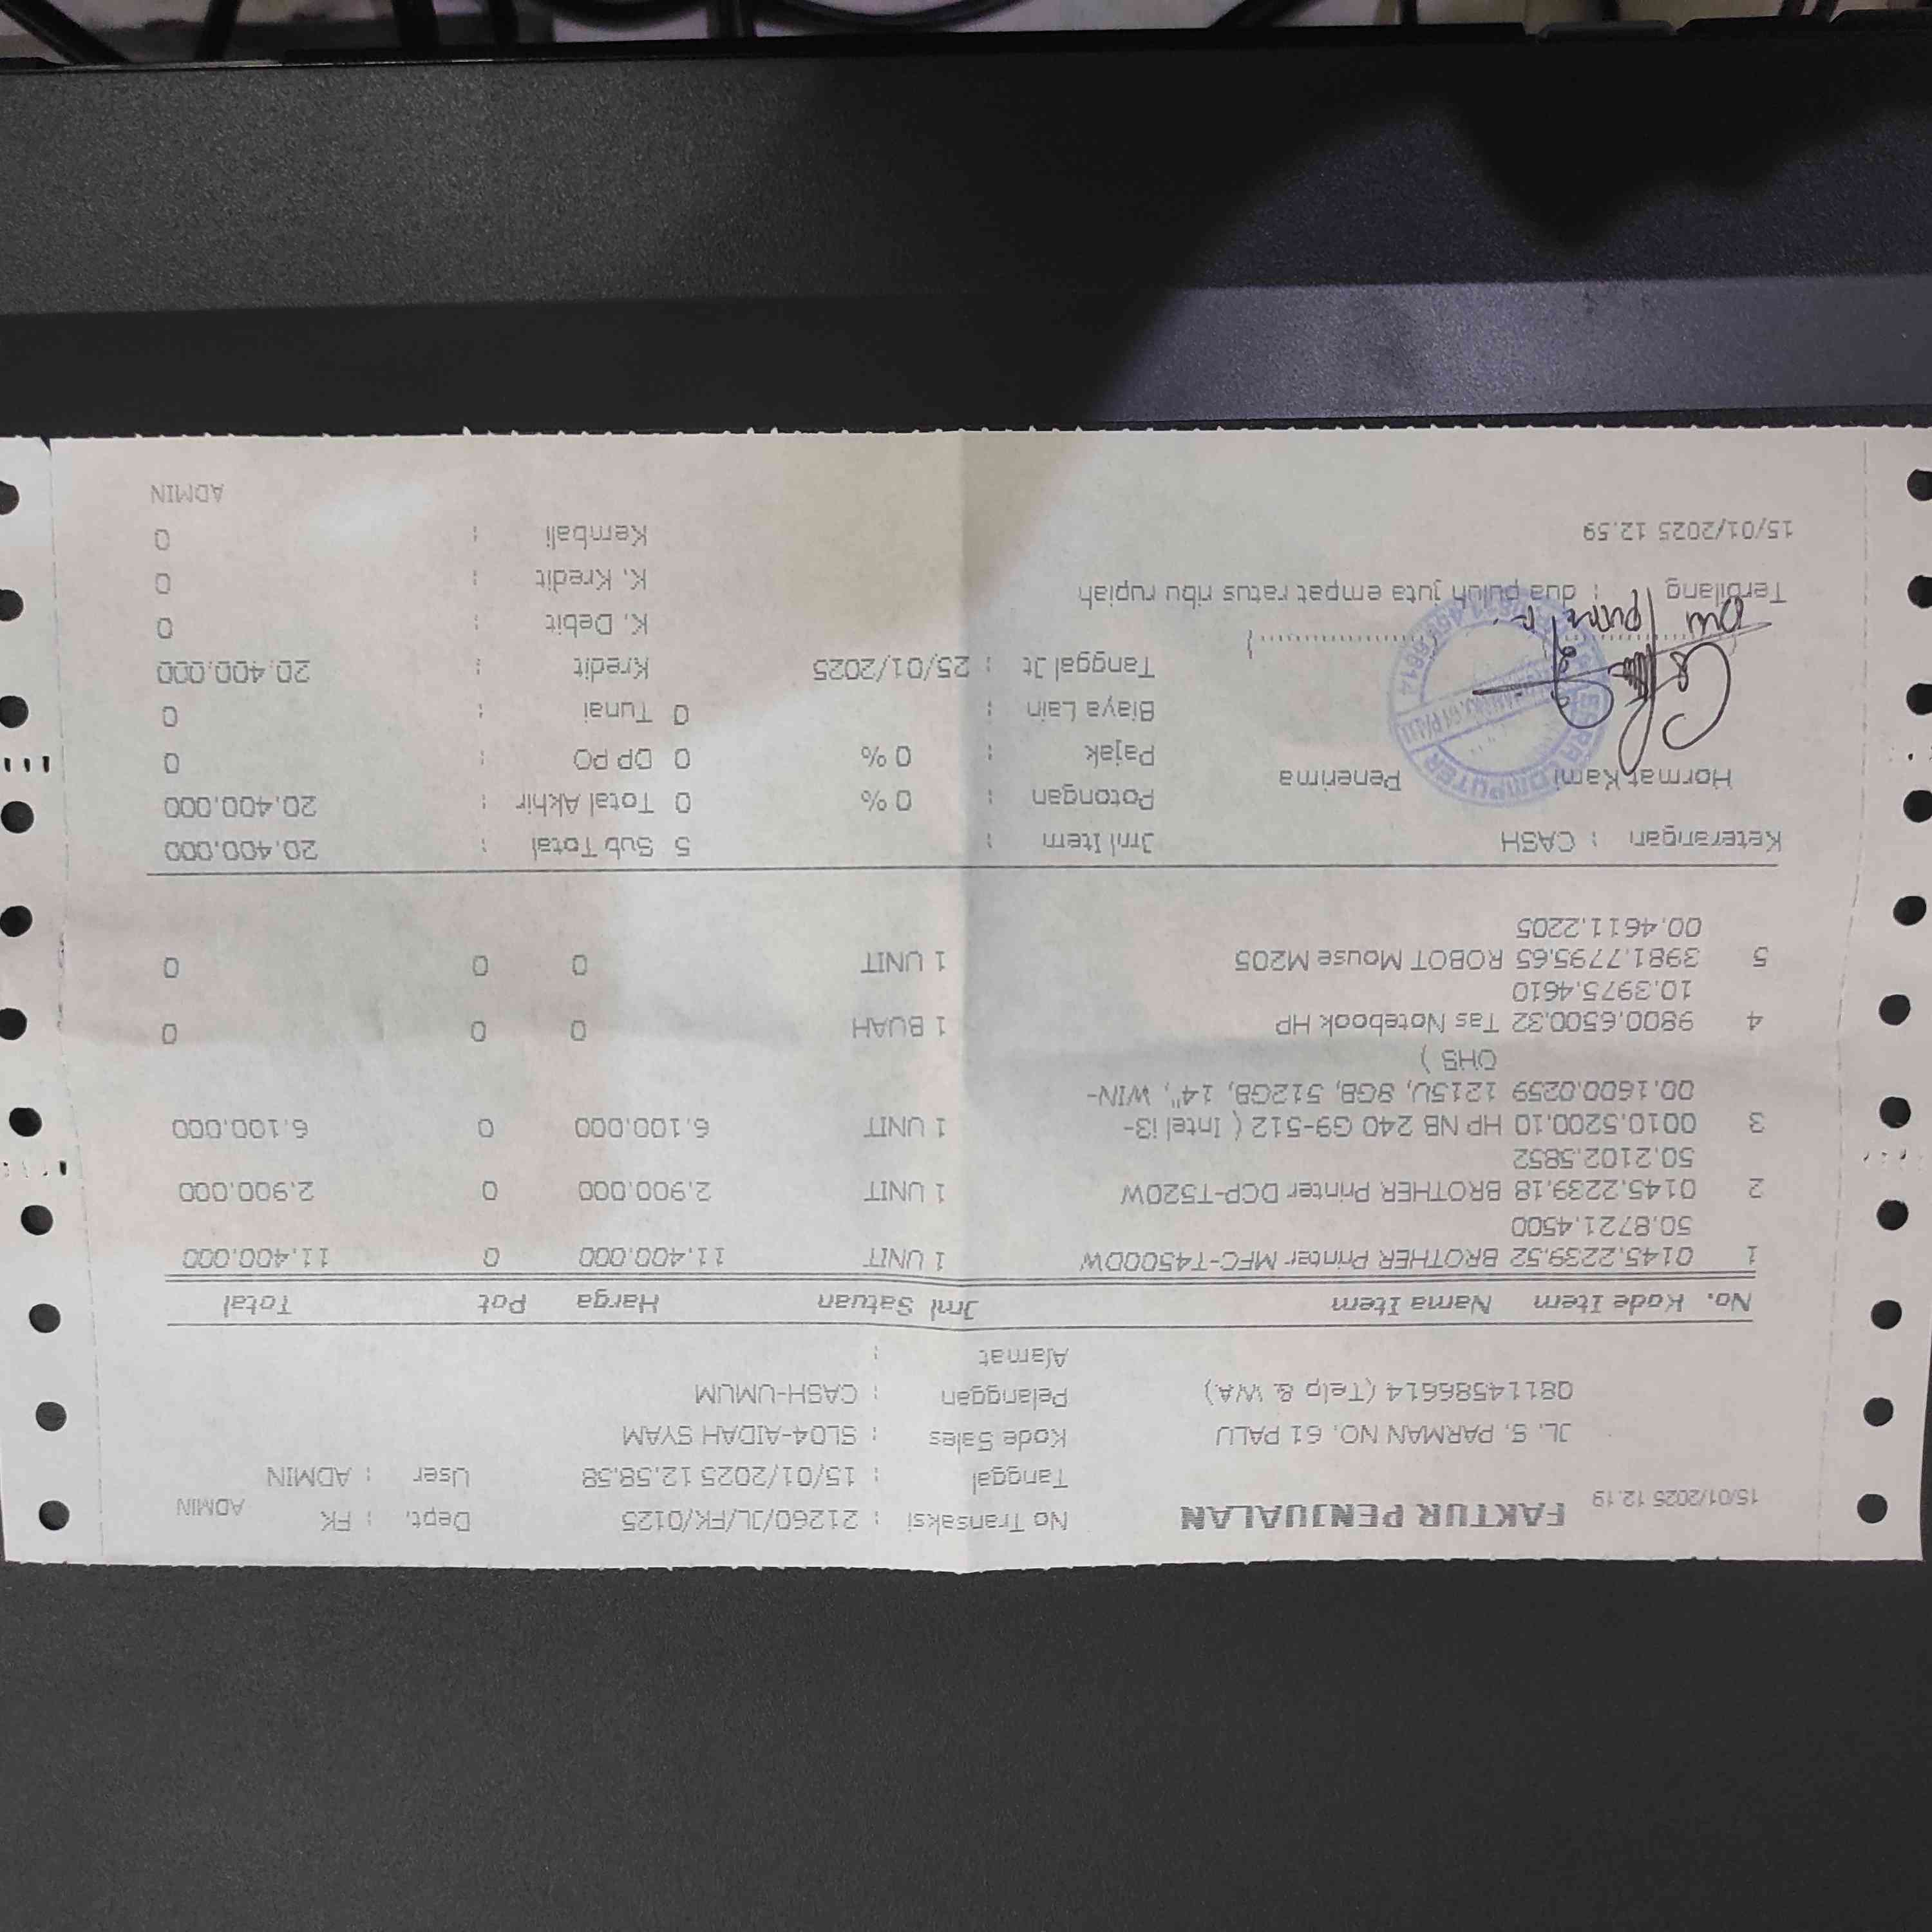 15/01/2025 12.19 FAKTUR PENJUALAN
JL. S. PARMAN NO. 61 PALU
08114586614 (Telp & WA)
No Transaksi : 21260/JL/FK/0125 Dept. : FK ADMIN
Tanggal : 15/01/2025 12.58.58 User : ADMIN
Kode Sales : SL04-AIDAH SYAM
Pelanggan : CASH-UMUM
Alamat :
No. Kode Item Nama Item Jml Satuan Harga Pot Total
1 0145.2239.52 BROTHER Printer MFC-T4500DW 1 UNIT 11.400.000 0 11.400.000
50.8721.4500
2 0145.2239.18 BROTHER Printer DCP-T520W 1 UNIT 2.900.000 0 2.900.000
50.2102.5852
3 0010.5200.10 HP NB 240 G9-512 ( Intel i3- 1 UNIT 6.100.000 0 6.100.000
00.1600.0259 1215U, 8GB, 512GB, 14", WIN-
OHS )
4 9800.6500.32 Tas Notebook HP 1 BUAH 0 0 0
10.3975.4610
5 3981.7795.65 ROBOT Mouse M205 1 UNIT 0 0 0
00.4611.2205
Keterangan : CASH Jml Item : 5 Sub Total : 20.400.000
Hormat Kami Penerima Potongan : 0 % 0 Total Akhir : 20.400.000
Pajak : 0 % 0 DP PO : 0
Biaya Lain : 0 Tunai : 0
Tanggal Jt : 25/01/2025 Kredit : 20.400.000
K. Debit : 0
Terbilang : dua puluh juta empat ratus ribu rupiah K. Kredit : 0
15/01/2025 12.59 Kembali : 0
ADMIN
COMPUTER